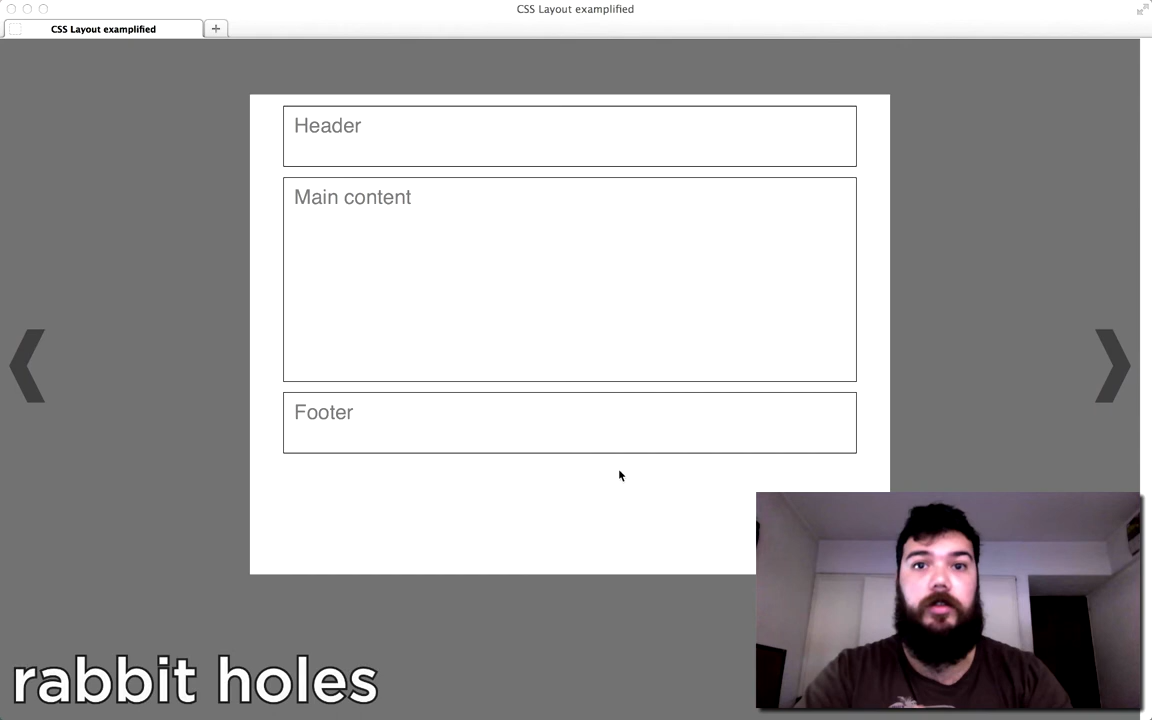 CSS Layout examplified
CSS Layout examplified
Header
Main content
Footer
rabbit holes